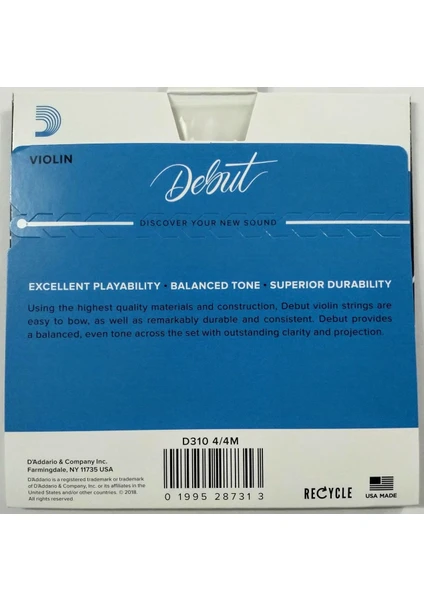 VIOLIN
Debut
DISCOVER YOUR NEW SOUND
EXCELLENT PLAYABILITY · BALANCED TONE · SUPERIOR DURABILITY
Using the highest quality materials and construction, Debut violin strings are
easy to bow, as well as remarkably durable and consistent. Debut provides
a balanced, even tone across the set with outstanding clarity and projection.
D310 4/4M
D'Addario & Company Inc.
Farmingdale, NY 11735 USA
D'Addario is a registered trademark or trademark
of D'Addario & Company, Inc. or its affiliates in the
United States and/or other countries. © 2018.
All rights reserved.
0 19954 28731 3
RECYCLE
USA MADE